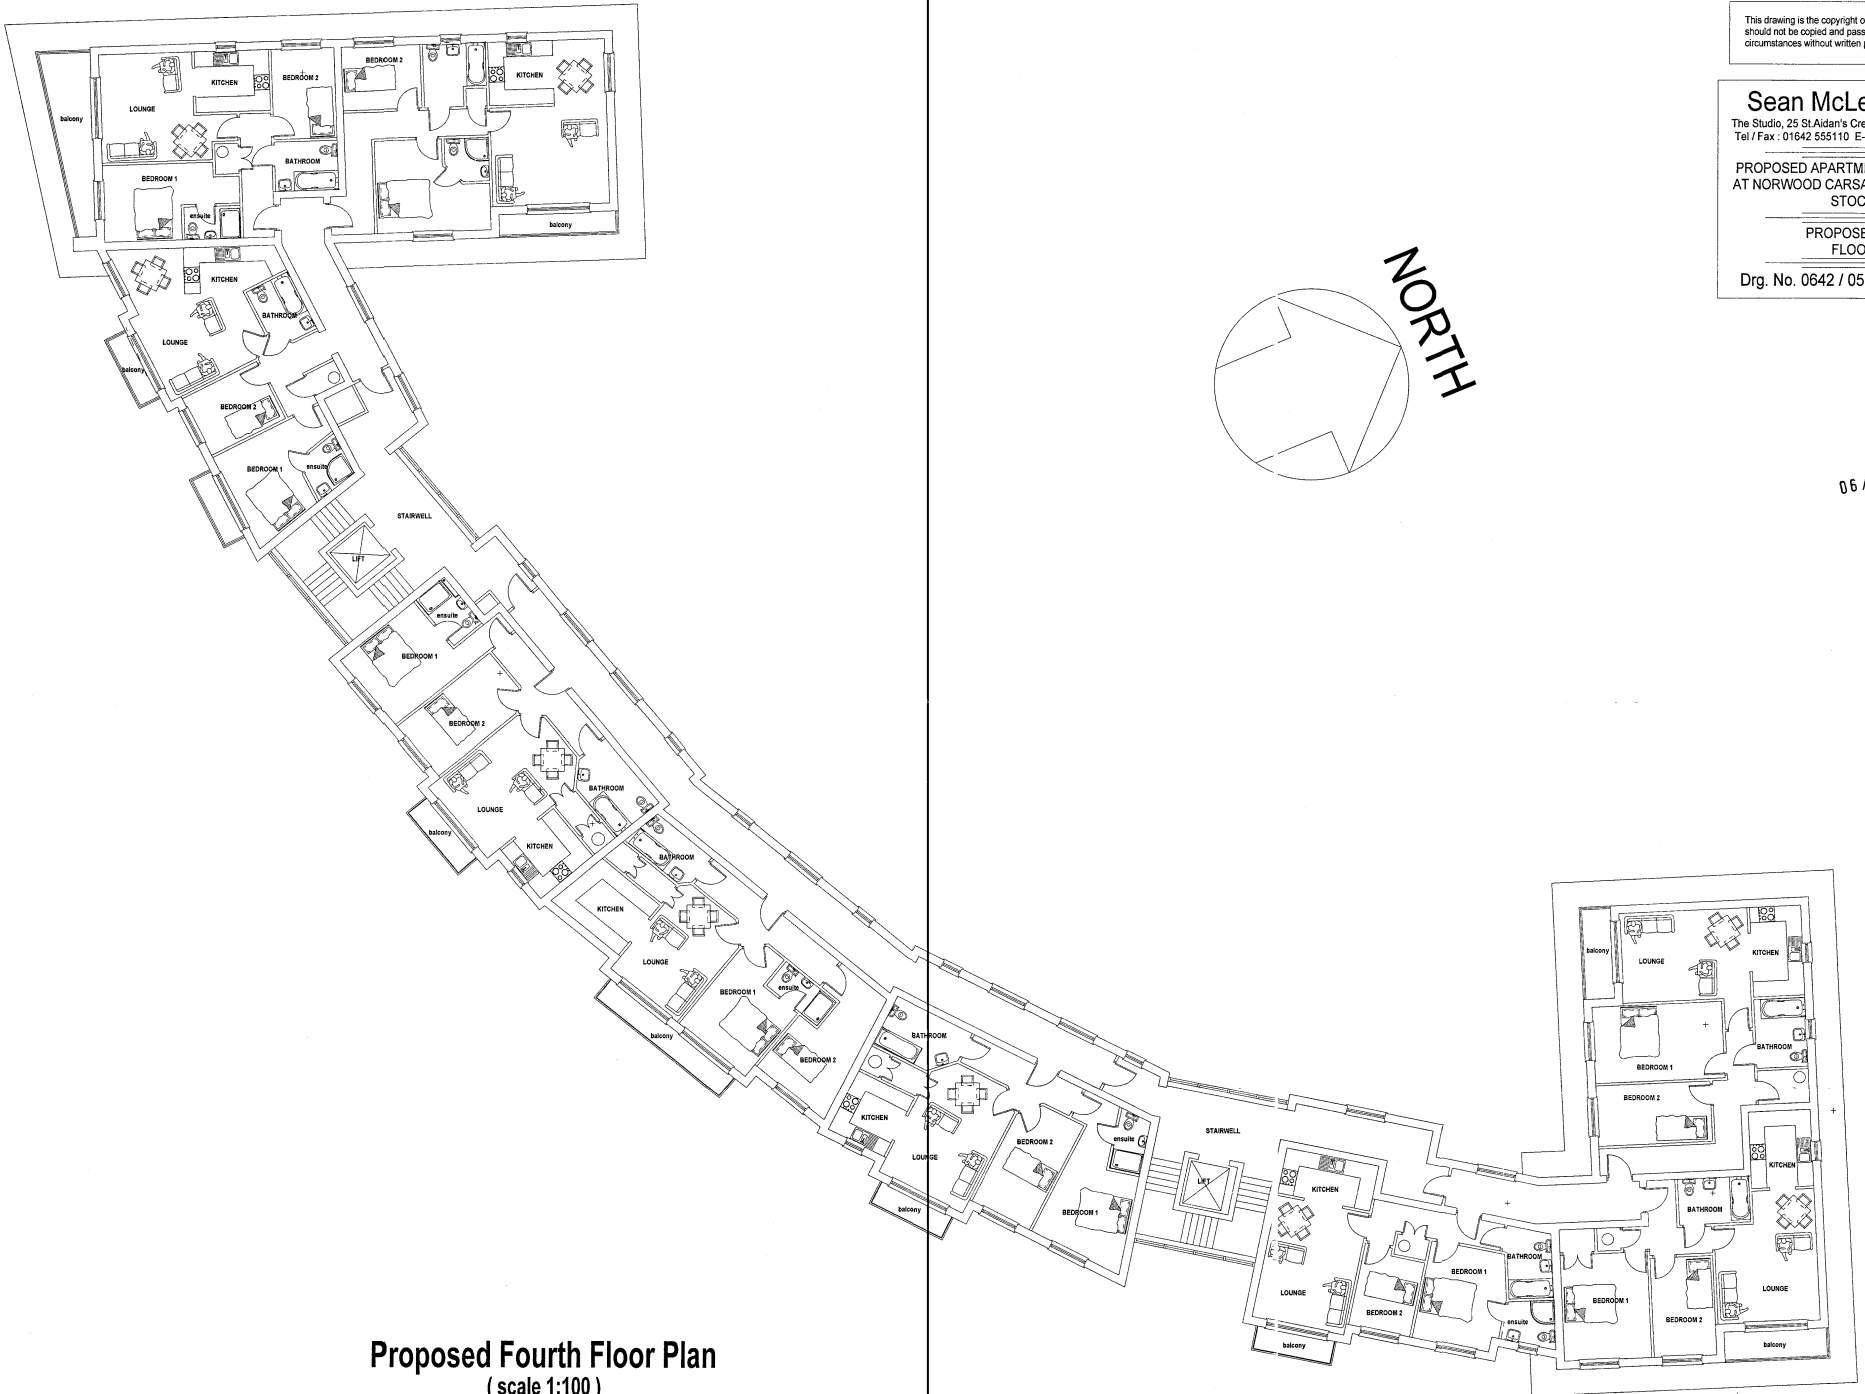 This drawing is the copyright o
should not be copied and pass
circumstances without written
Sean McLe
The Studio, 25 St.Aidan's Cre
Tel / Fax : 01642 555110 E-
PROPOSED APARTM
AT NORWOOD CARSA
STOC
PROPOSE
FLOO
Drg. No. 0642 / 05
06
NORTH
balcony
LOUNGE
KITCHEN
BEDROOM 2
BATHROOM
BEDROOM 1
ensuite
BEDROOM 2
KITCHEN
balcony
KITCHEN
BATHROOM
LOUNGE
balcony
BEDROOM 2
BEDROOM 1
ensuite
STAIRWELL
LIFT
ensuite
BEDROOM 1
BEDROOM 2
LOUNGE
BATHROOM
balcony
KITCHEN
BATHROOM
KITCHEN
LOUNGE
BEDROOM 1
ensuite
balcony
BEDROOM 2
BATHROOM
KITCHEN
LOUNGE
BEDROOM 2
ensuite
BEDROOM 1
balcony
STAIRWELL
LIFT
KITCHEN
LOUNGE
balcony
BEDROOM 2
BEDROOM 1
BATHROOM
ensuite
balcony
LOUNGE
KITCHEN
BATHROOM
BEDROOM 1
BEDROOM 2
KITCHEN
BATHROOM
BEDROOM 1
BEDROOM 2
LOUNGE
balcony
Proposed Fourth Floor Plan
( scale 1:100 )